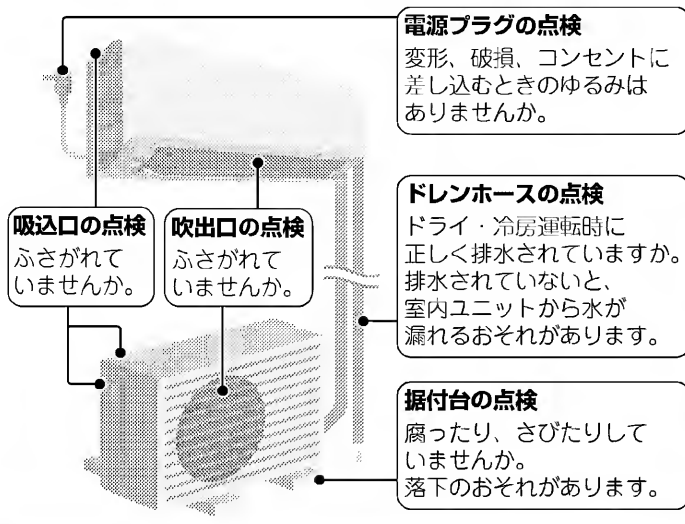 電源プラグの点検
変形、破損、コンセントに
差し込むときのゆるみは
ありませんか。
吸込口の点検
ふさがれて
いませんか。
吹出口の点検
ふさがれて
いませんか。
ドレンホースの点検
ドライ・冷房運転時に
正しく排水されていますか。
排水されていないと、
室内ユニットから水が
漏れるおそれがあります。
据付台の点検
腐ったり、さびたりして
いませんか。
落下のおそれがあります。